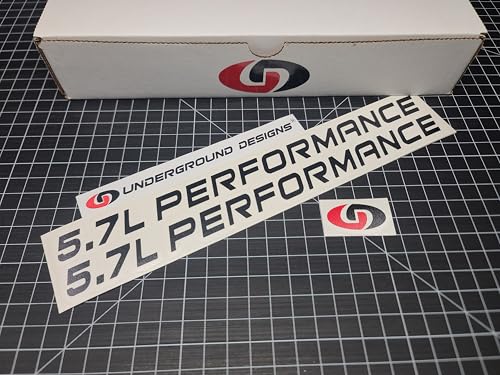 UNDERGROUND DESIGNS
5.7L PERFORMANCE
5.7L PERFORMANCE